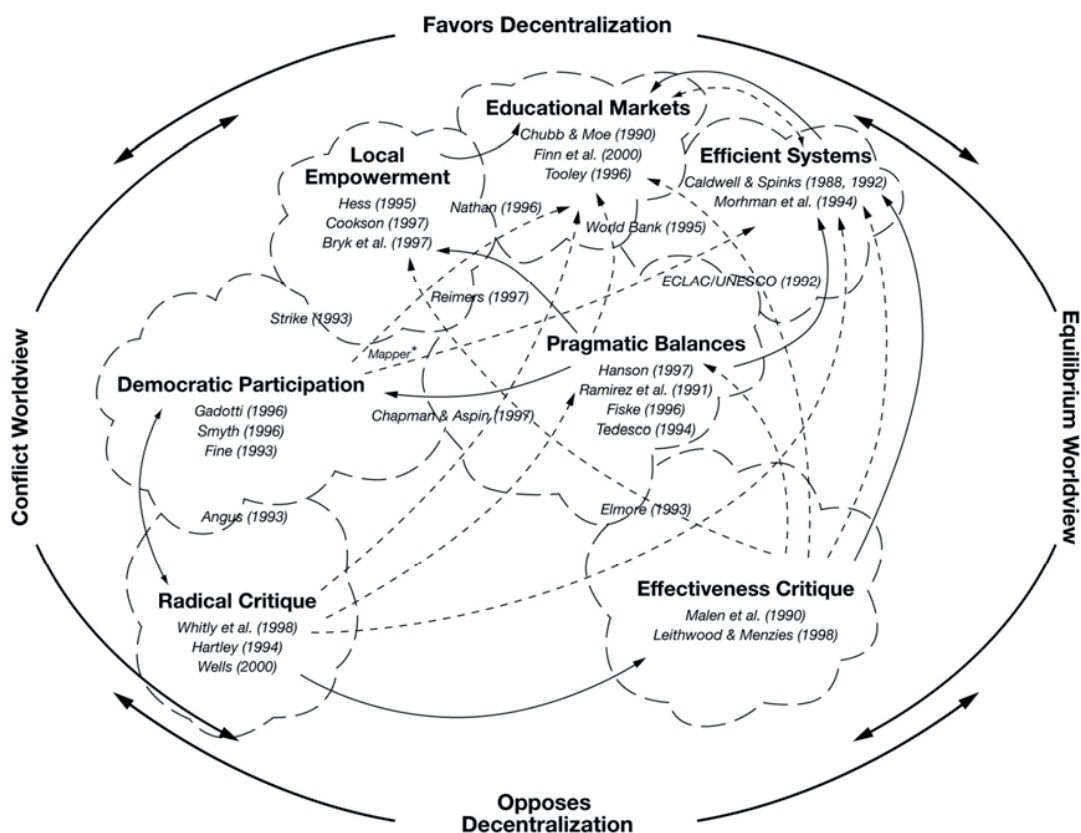 Favors Decentralization
Educational Markets
Chubb & Moe (1990)
Finn et al. (2000)
Tooley (1996)
Local
Empowerment
Hess (1995)
Cookson (1997)
Bryk et al. (1997)
Efficient Systems
Caldwell & Spinks (1988, 1992)
Morhman et al. (1994)
Nathan (1996)
World Bank (1995)
ECLAC/UNESCO (1992)
Reimers (1997)
Strike (1993)
Mapper*
Pragmatic Balances
Hanson (1997)
Ramirez et al. (1991)
Fiske (1996)
Tedesco (1994)
Democratic Participation
Gadotti (1996)
Smyth (1996)
Fine (1993)
Chapman & Aspin (1997)
Conflict Worldview
Equilibrium Worldview
Angus (1993)
Elmore (1993)
Radical Critique
Whitly et al. (1998)
Hartley (1994)
Wells (2000)
Effectiveness Critique
Malen et al. (1990)
Leithwood & Menzies (1998)
Opposes
Decentralization